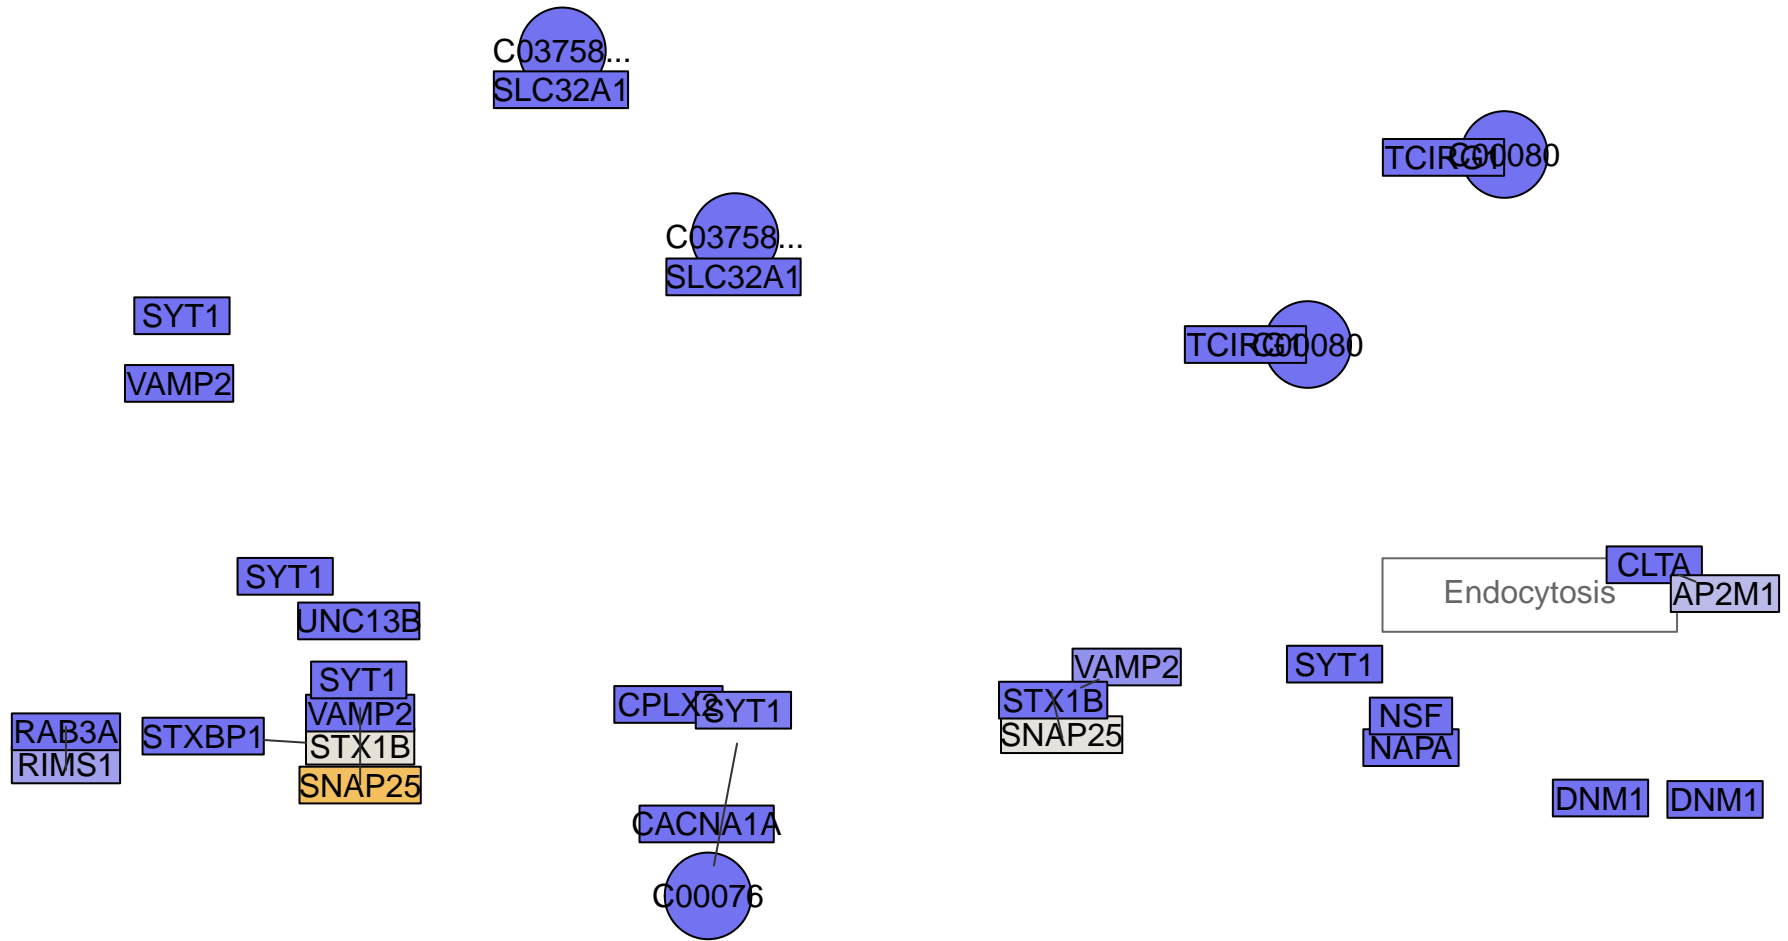 C03758...
SLC32A1
TCIRG1
C00080
C03758...
SLC32A1
SYT1
TCIRG1
C00080
VAMP2
SYT1
CLTA
Endocytosis
AP2M1
UNC13B
SYT1
VAMP2
SYT1
STX1B
CPLX2
SYT1
VAMP2
NSF
RAB3A
STXBP1
SNAP25
STX1B
NAPA
RIMS1
SNAP25
DNM1
DNM1
CACNA1A
C00076